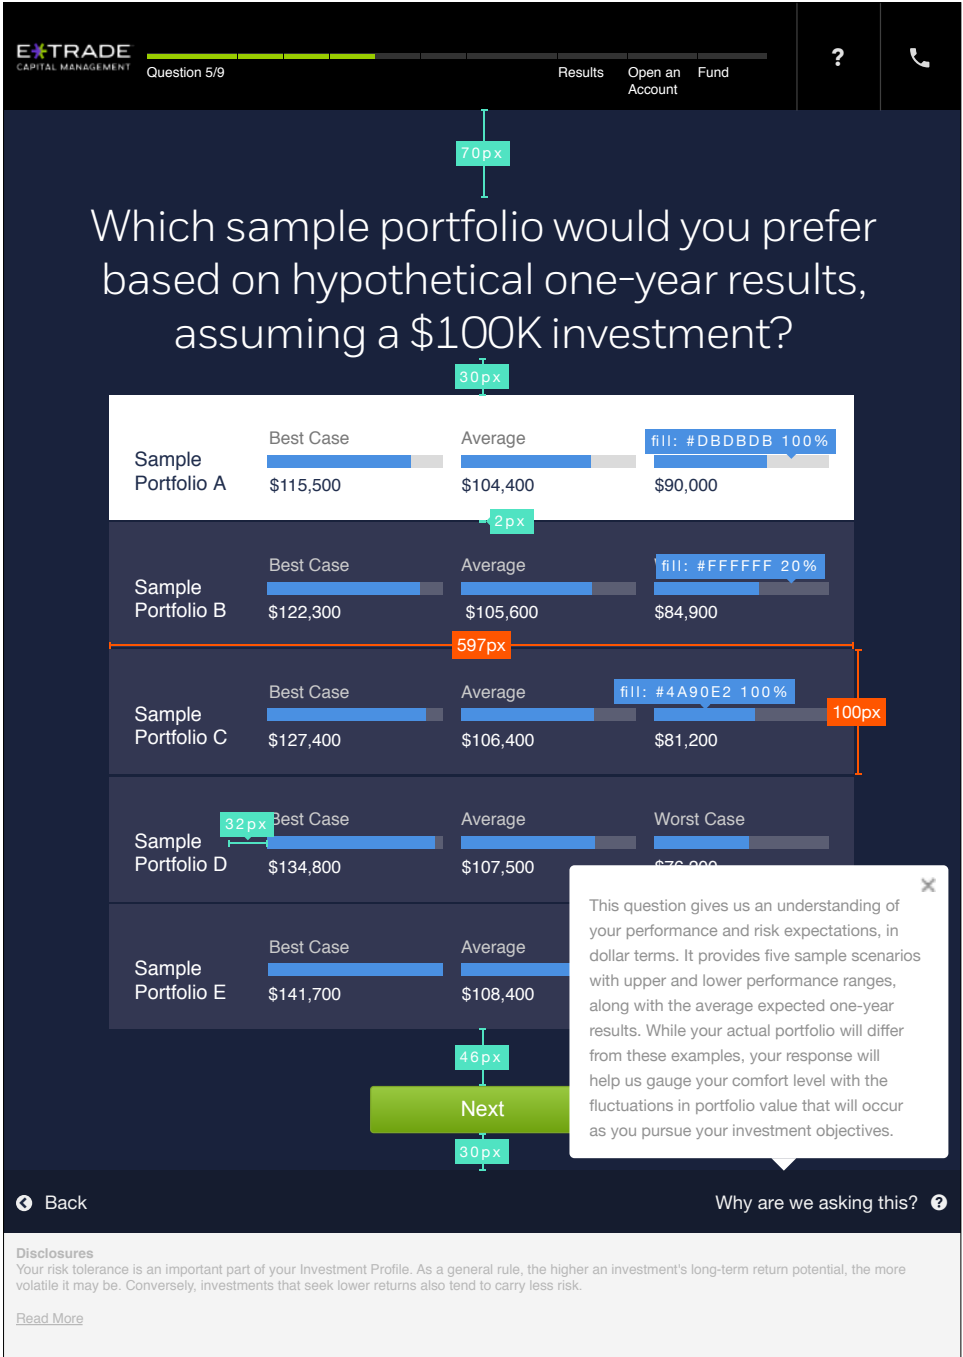 E*TRADE
CAPITAL MANAGEMENT
Question 5/9
Results
Open an
Account
Fund
?
70px
Which sample portfolio would you prefer
based on hypothetical one-year results,
assuming a $100K investment?
30px
Sample
Portfolio A
Best Case
$115,500
Average
$104,400
fill: #DBDBDB 100%
$90,000
2px
Sample
Portfolio B
Best Case
$122,300
Average
$105,600
fill: #FFFFFF 20%
$84,900
597px
Sample
Portfolio C
Best Case
$127,400
Average
$106,400
fill: #4A90E2 100%
$81,200
100px
Sample
Portfolio D
32px
Best Case
$134,800
Average
$107,500
Worst Case
Sample
Portfolio E
Best Case
$141,700
Average
$108,400
This question gives us an understanding of
your performance and risk expectations, in
dollar terms. It provides five sample scenarios
with upper and lower performance ranges,
along with the average expected one-year
results. While your actual portfolio will differ
from these examples, your response will
help us gauge your comfort level with the
fluctuations in portfolio value that will occur
as you pursue your investment objectives.
46px
Next
30px
Back
Why are we asking this? ?
Disclosures
Your risk tolerance is an important part of your Investment Profile. As a general rule, the higher an investment's long-term return potential, the more
volatile it may be. Conversely, investments that seek lower returns also tend to carry less risk.
Read More